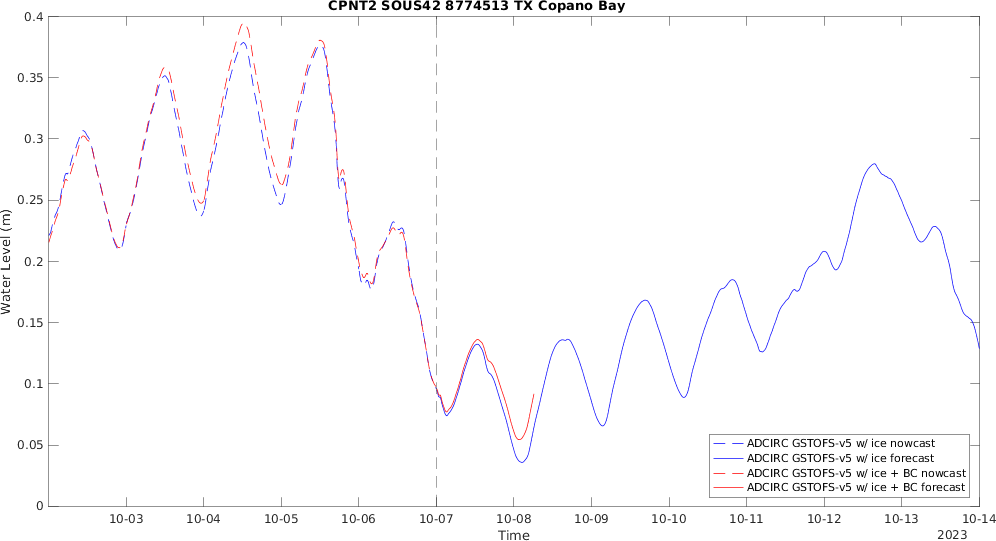 CPNT2 SOUS42 8774513 TX Copano Bay
0.4
0.35
0.3
0.25
0.2
0.15
0.1
0.05
0
Water Level (m)
10-03 10-04 10-05 10-06 10-07 10-08 10-09 10-10 10-11 10-12 10-13 10-14
Time
2023
ADCIRC GSTOFS-v5 w/ ice nowcast
ADCIRC GSTOFS-v5 w/ ice forecast
ADCIRC GSTOFS-v5 w/ ice + BC nowcast
ADCIRC GSTOFS-v5 w/ ice + BC forecast